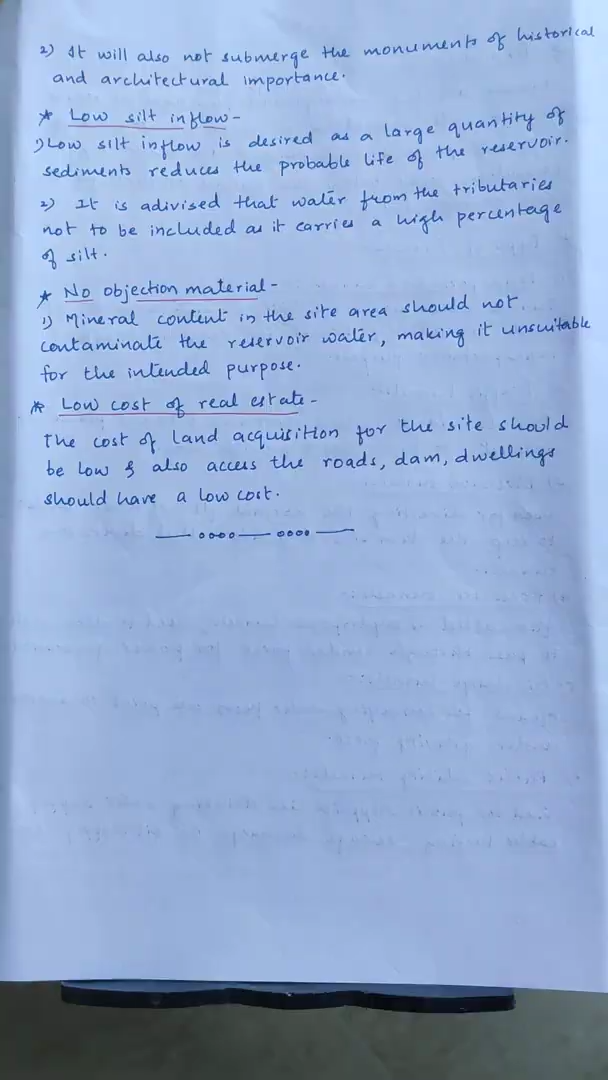 2) It will also not submerge the monuments of historical
and architectural importance.
* Low silt inflow-
1) Low silt inflow is desired as a large quantity of
sediments reduces the probable life of the reservoir.
2) It is adivised that water from the tributaries
not to be included as it carries a high percentage
of silt.
* No objection material-
1) Mineral content in the site area should not
contaminate the reservoir water, making it unsuitable
for the intended purpose.
* Low cost of real estate-
The cost of land acquisition for the site should
be low & also access the roads, dam, dwellings
should have a low cost.